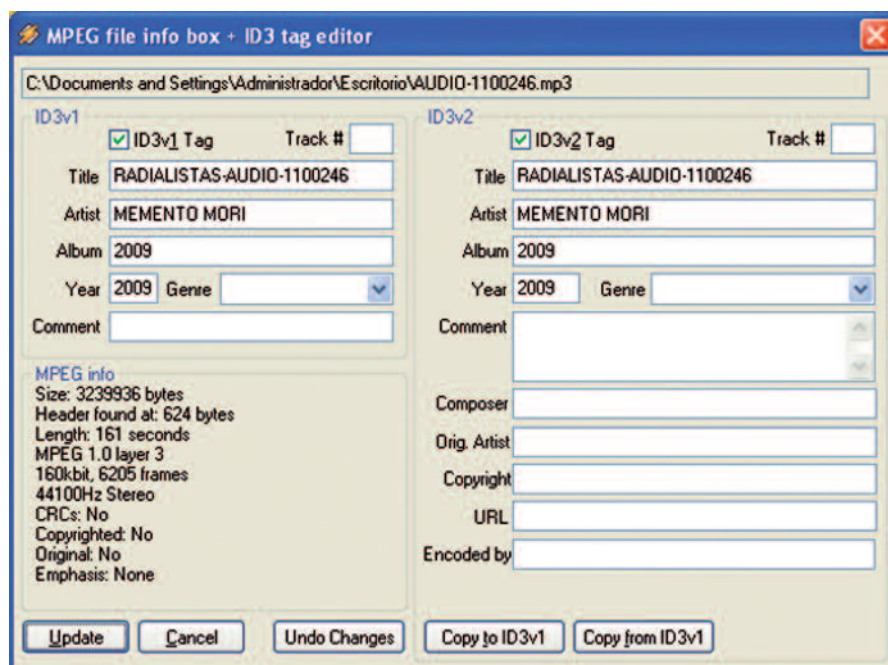 MPEG file info box + ID3 tag editor
C:\Documents and Settings\Administrador\Escritorio\AUDIO-1100246.mp3
ID3v1
ID3v1 Tag Track #
Title RADIALISTAS-AUDIO-1100246
Artist MEMENTO MORI
Album 2009
Year 2009 Genre
Comment
MPEG info
Size: 3239936 bytes
Header found at: 624 bytes
Length: 161 seconds
MPEG 1.0 layer 3
160kbit, 6205 frames
44100Hz Stereo
CRCs: No
Copyrighted: No
Original: No
Emphasis: None
ID3v2
ID3v2 Tag Track #
Title RADIALISTAS-AUDIO-1100246
Artist MEMENTO MORI
Album 2009
Year 2009 Genre
Comment
Composer
Orig. Artist
Copyright
URL
Encoded by
Update Cancel Undo Changes Copy to ID3v1 Copy from ID3v1